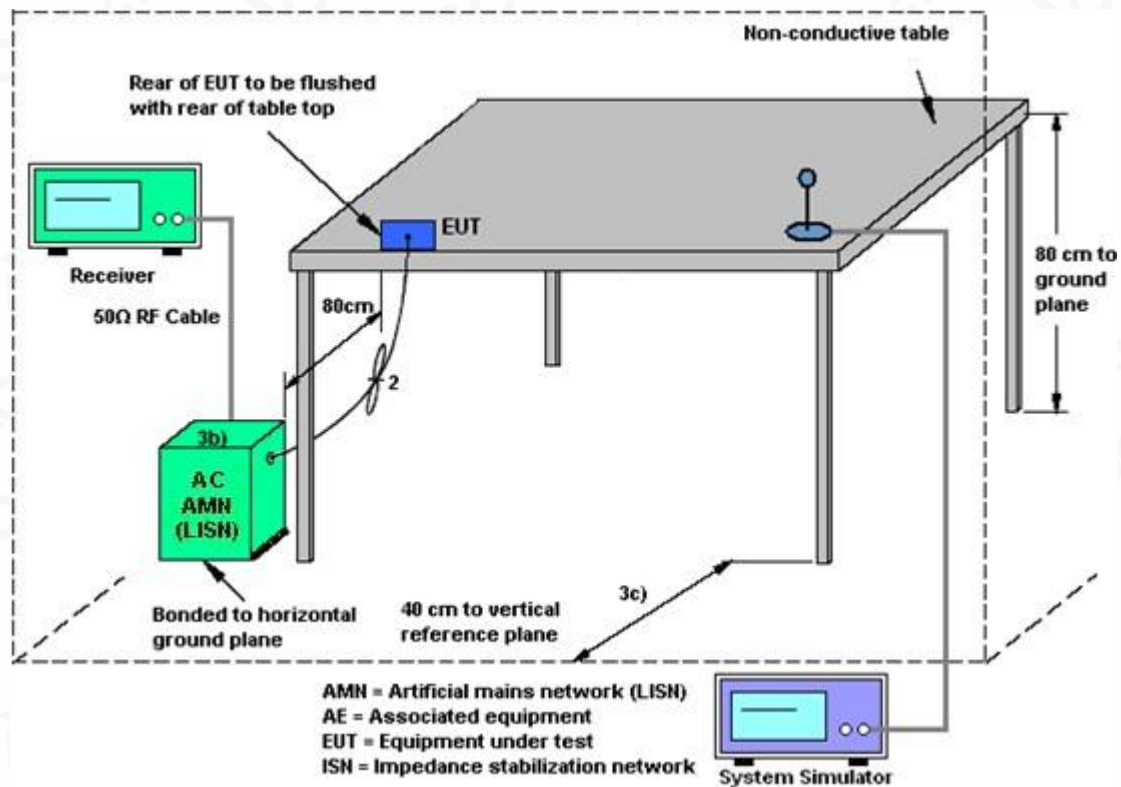 Non-conductive table
Rear of EUT to be flushed
with rear of table top
EUT
Receiver
80 cm to
ground
plane
80cm
50Ω RF Cable
2
3b)
AC
AMN
(LISN)
3c)
Bonded to horizontal
ground plane
40 cm to vertical
reference plane
AMN = Artificial mains network (LISN)
AE = Associated equipment
EUT = Equipment under test
ISN = Impedance stabilization network
System Simulator